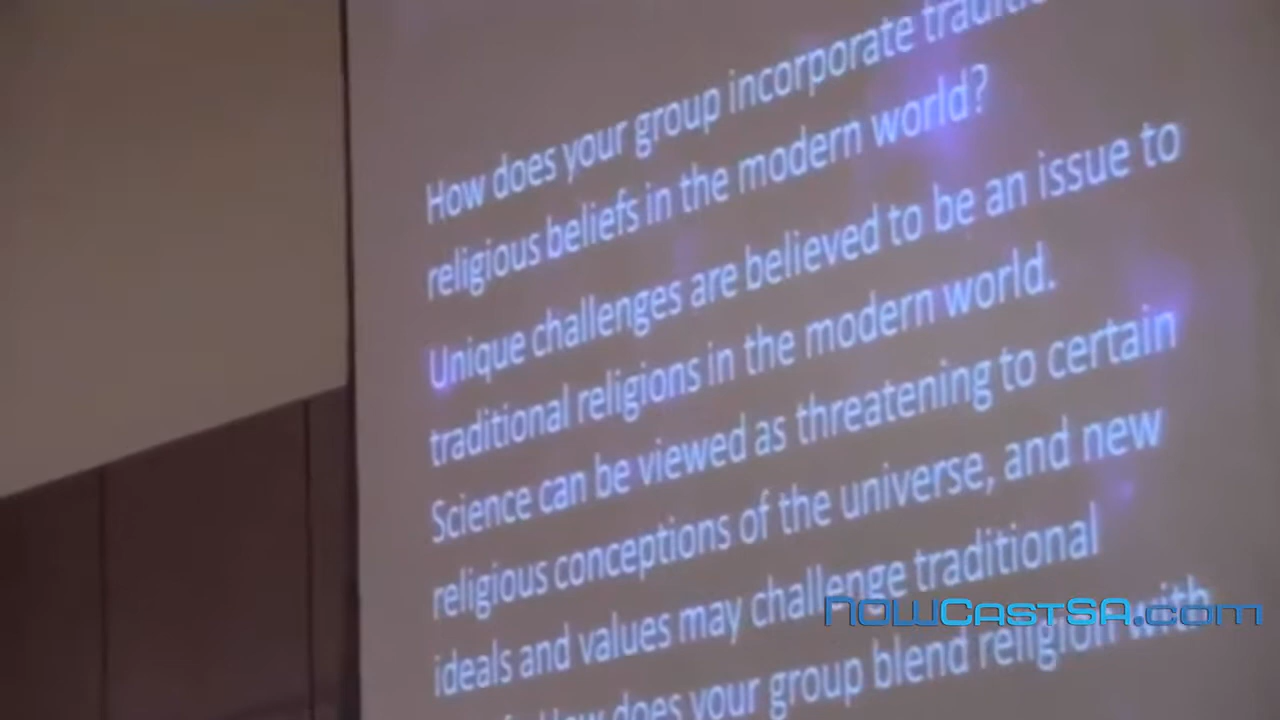 How does your group incorporate
religious beliefs in the modern world?
Unique challenges are believed to be an issue to
traditional religions in the modern world.
Science can be viewed as threatening to certain
religious conceptions of the universe, and new
ideals and values may challenge traditional
How does your group blend religion with
NOWCastSA.com